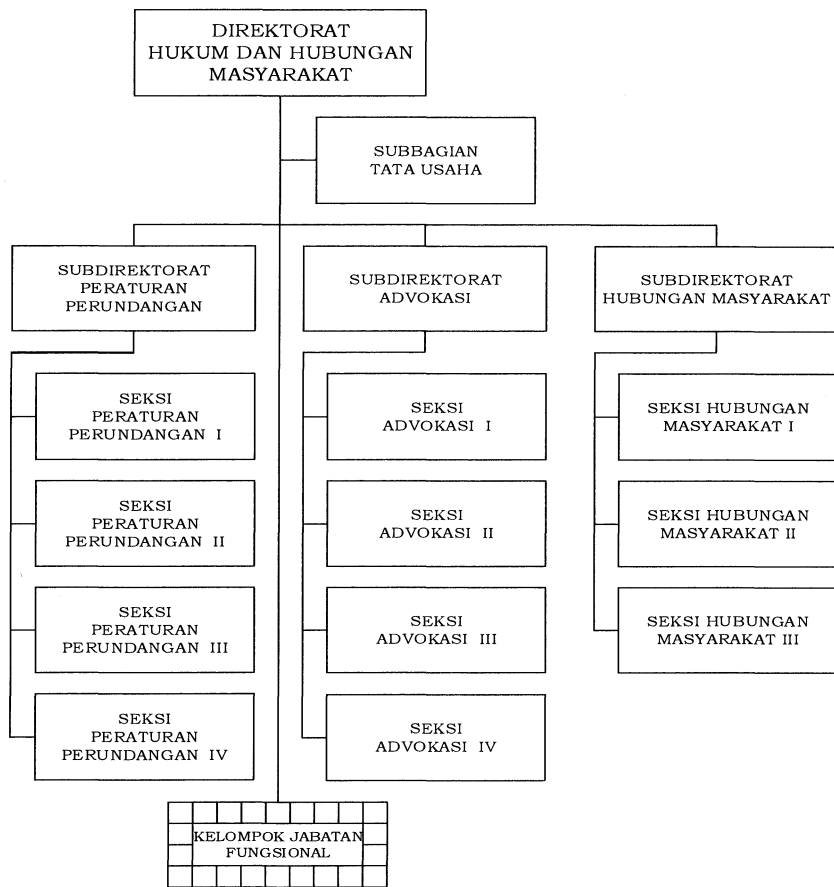 DIREKTORAT
HUKUM DAN HUBUNGAN
MASYARAKAT
SUBBAGIAN
TATA USAHA
SUBDIREKTORAT
PERATURAN
PERUNDANGAN
SUBDIREKTORAT
ADVOKASI
SUBDIREKTORAT
HUBUNGAN MASYARAKAT
SEKSI
PERATURAN
PERUNDANGAN I
SEKSI
ADVOKASI I
SEKSI HUBUNGAN
MASYARAKAT I
SEKSI
PERATURAN
PERUNDANGAN II
SEKSI
ADVOKASI II
SEKSI HUBUNGAN
MASYARAKAT II
SEKSI
PERATURAN
PERUNDANGAN III
SEKSI
ADVOKASI III
SEKSI HUBUNGAN
MASYARAKAT III
SEKSI
PERATURAN
PERUNDANGAN IV
SEKSI
ADVOKASI IV
KELOMPOK JABATAN
FUNGSIONAL